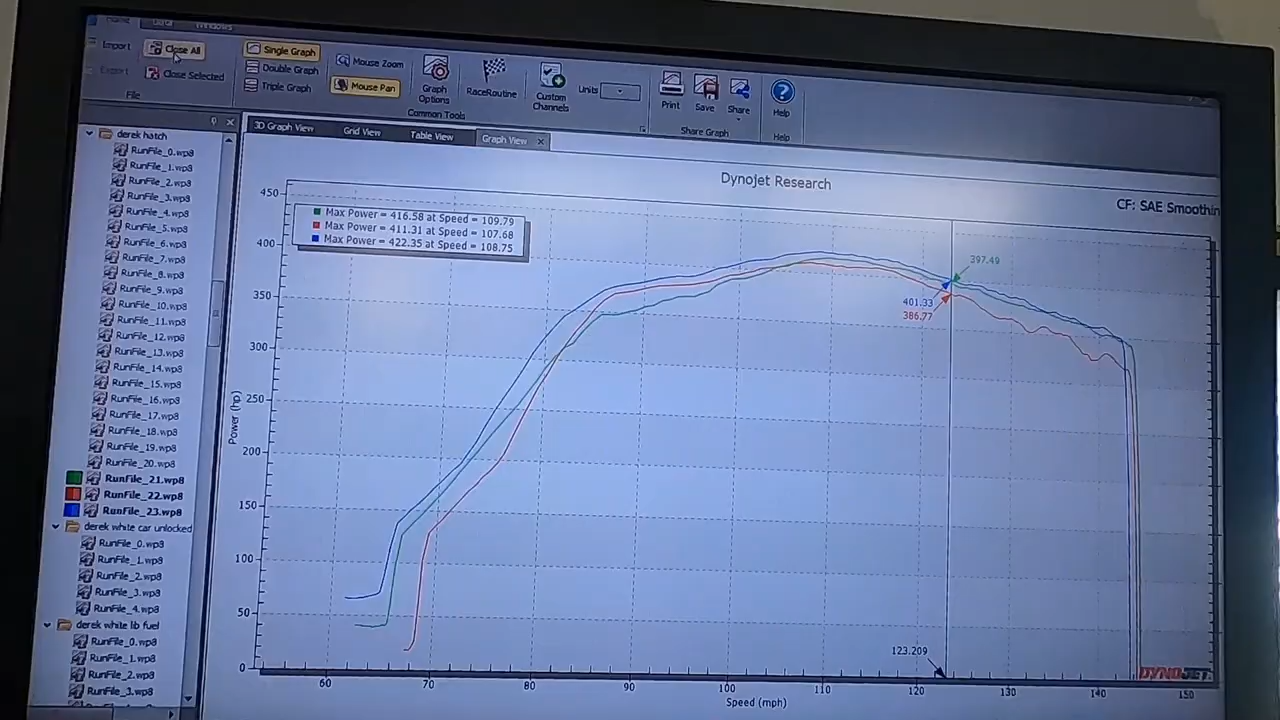 Data
Windows
Import
Close All
Export
Close Selected
File
Single Graph
Double Graph
Triple Graph
Mouse Zoom
Mouse Pan
Graph Options
RaceRoutine
Custom Channels
Units
Common Tools
Print
Save
Share
Share Graph
Help
Help
3D Graph View
Grid View
Table View
Graph View
derek hatch
RunFile_0.wp8
RunFile_1.wp8
RunFile_2.wp8
RunFile_3.wp8
RunFile_4.wp8
RunFile_5.wp8
RunFile_6.wp8
RunFile_7.wp8
RunFile_8.wp8
RunFile_9.wp8
RunFile_10.wp8
RunFile_11.wp8
RunFile_12.wp8
RunFile_13.wp8
RunFile_14.wp8
RunFile_15.wp8
RunFile_16.wp8
RunFile_17.wp8
RunFile_18.wp8
RunFile_19.wp8
RunFile_20.wp8
RunFile_21.wp8
RunFile_22.wp8
RunFile_23.wp8
derek white car unlocked
RunFile_0.wp8
RunFile_1.wp8
RunFile_2.wp8
RunFile_3.wp8
RunFile_4.wp8
derek white lib fuel
RunFile_0.wp8
RunFile_1.wp8
RunFile_2.wp8
RunFile_3.wp8
Dynojet Research
CF: SAE Smoothin
Max Power = 416.58 at Speed = 109.79
Max Power = 411.31 at Speed = 107.68
Max Power = 422.35 at Speed = 108.75
397.49
401.33
386.77
123.209
Power (hp)
450
400
350
300
250
200
150
100
50
0
60
70
80
90
100
110
120
130
140
150
Speed (mph)
DYNOJET